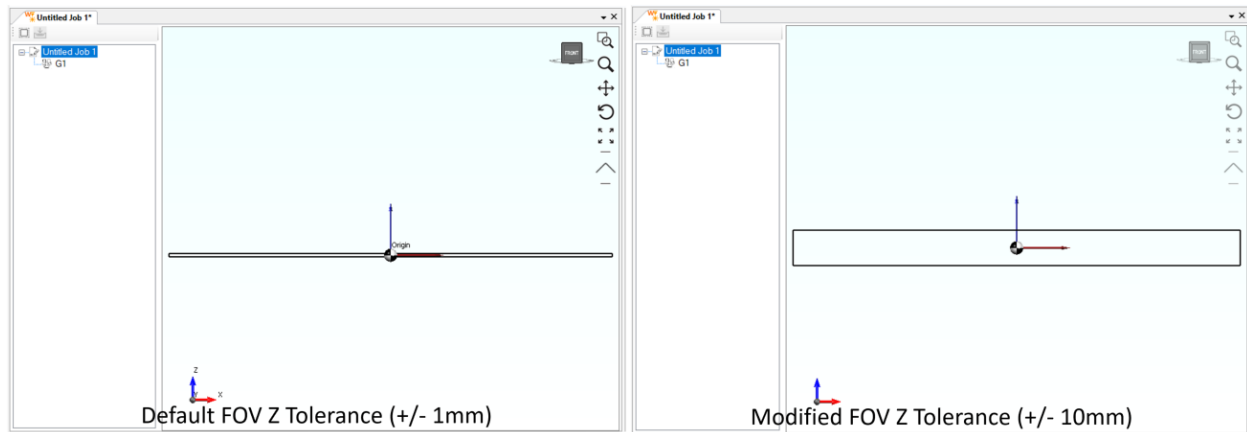 Untitled Job 1*
Untitled Job 1
G1
FRONT
Origin
Z
X
Default FOV Z Tolerance (+/- 1mm)
Untitled Job 1*
Untitled Job 1
G1
FRONT
Modified FOV Z Tolerance (+/- 10mm)